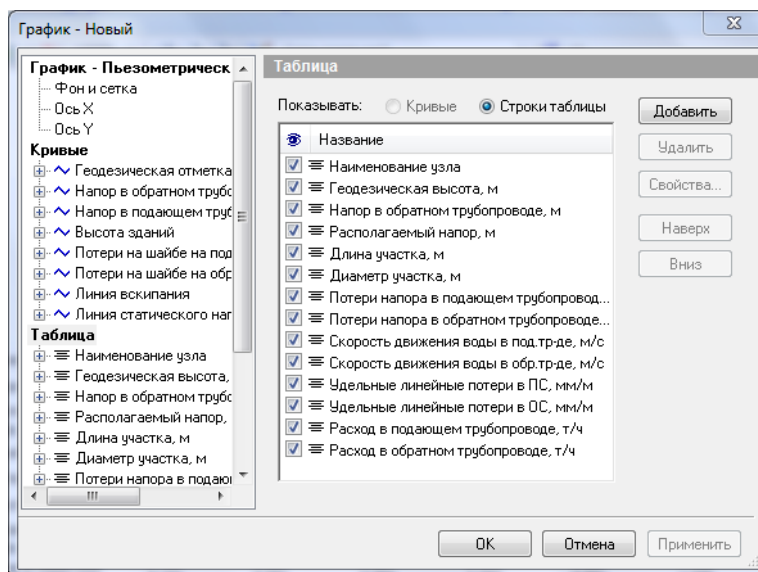 График - Новый
График - Пьезометрическ
Фон и сетка
Ось X
Ось Y
Кривые
Геодезическая отметка
Напор в обратном трубо
Напор в подающем труб
Высота зданий
Потери на шайбе на под
Потери на шайбе на обр
Линия вскипания
Линия статического нап
Таблица
Наименование узла
Геодезическая высота,
Напор в обратном трубо
Располагаемый напор,
Длина участка, м
Диаметр участка, м
Потери напора в подающ
Таблица
Показывать: Кривые Строки таблицы
Название
Наименование узла
Геодезическая высота, м
Напор в обратном трубопроводе, м
Располагаемый напор, м
Длина участка, м
Диаметр участка, м
Потери напора в подающем трубопровод...
Потери напора в обратном трубопроводе...
Скорость движения воды в под.тр-де, м/с
Скорость движения воды в обр.тр-де, м/с
Удельные линейные потери в ПС, мм/м
Удельные линейные потери в ОС, мм/м
Расход в подающем трубопроводе, т/ч
Расход в обратном трубопроводе, т/ч
Добавить
Удалить
Свойства...
Наверх
Вниз
OK
Отмена
Применить